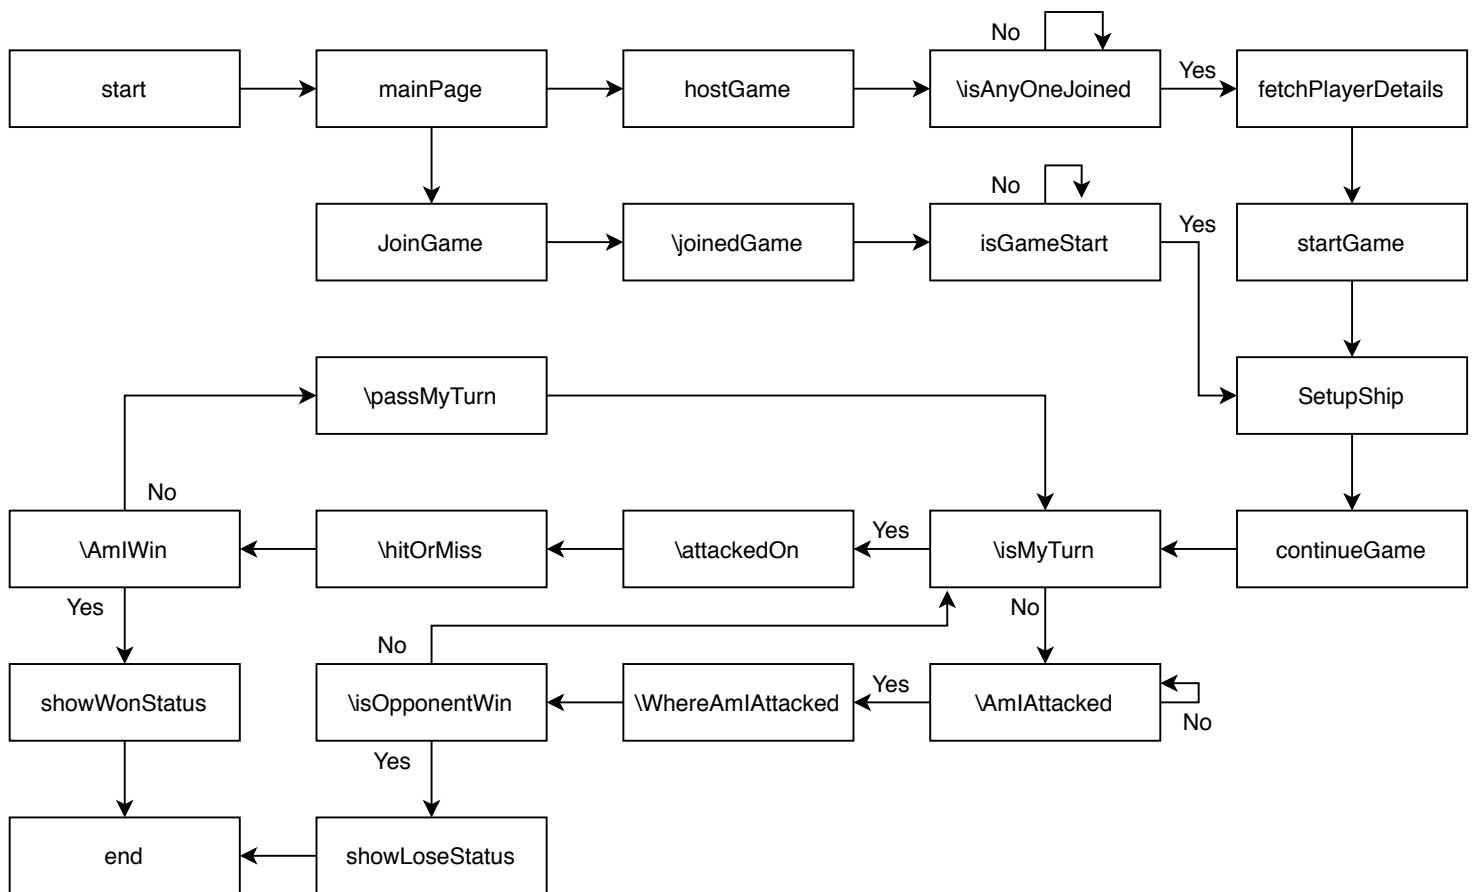 No
start
mainPage
hostGame
\isAnyOneJoined
Yes
fetchPlayerDetails
No
JoinGame
\joinedGame
isGameStart
Yes
startGame
\passMyTurn
SetupShip
No
\AmIWin
\hitOrMiss
\attackedOn
Yes
\isMyTurn
continueGame
Yes
No
No
showWonStatus
\isOpponentWin
\WhereAmIAttacked
Yes
\AmIAttacked
No
Yes
end
showLoseStatus